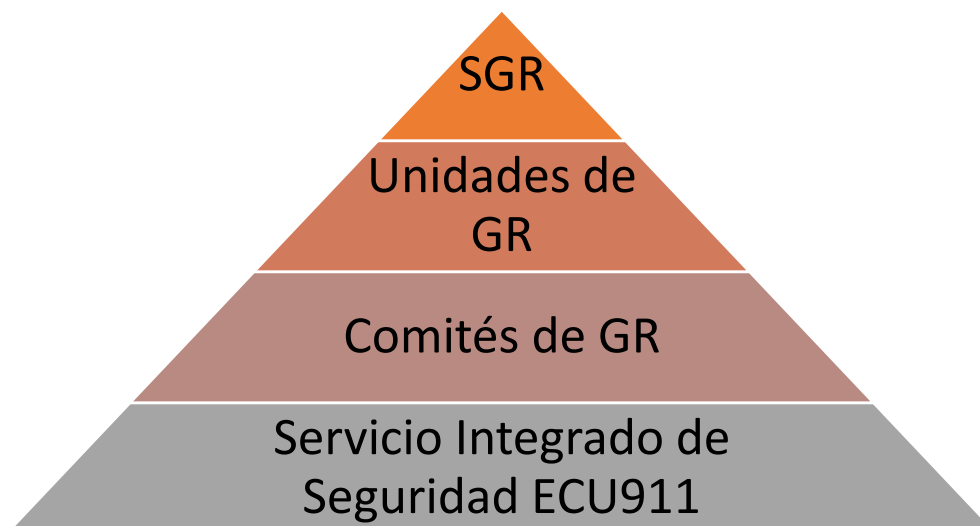 SGR
Unidades de
GR
Comités de GR
Servicio Integrado de
Seguridad ECU911